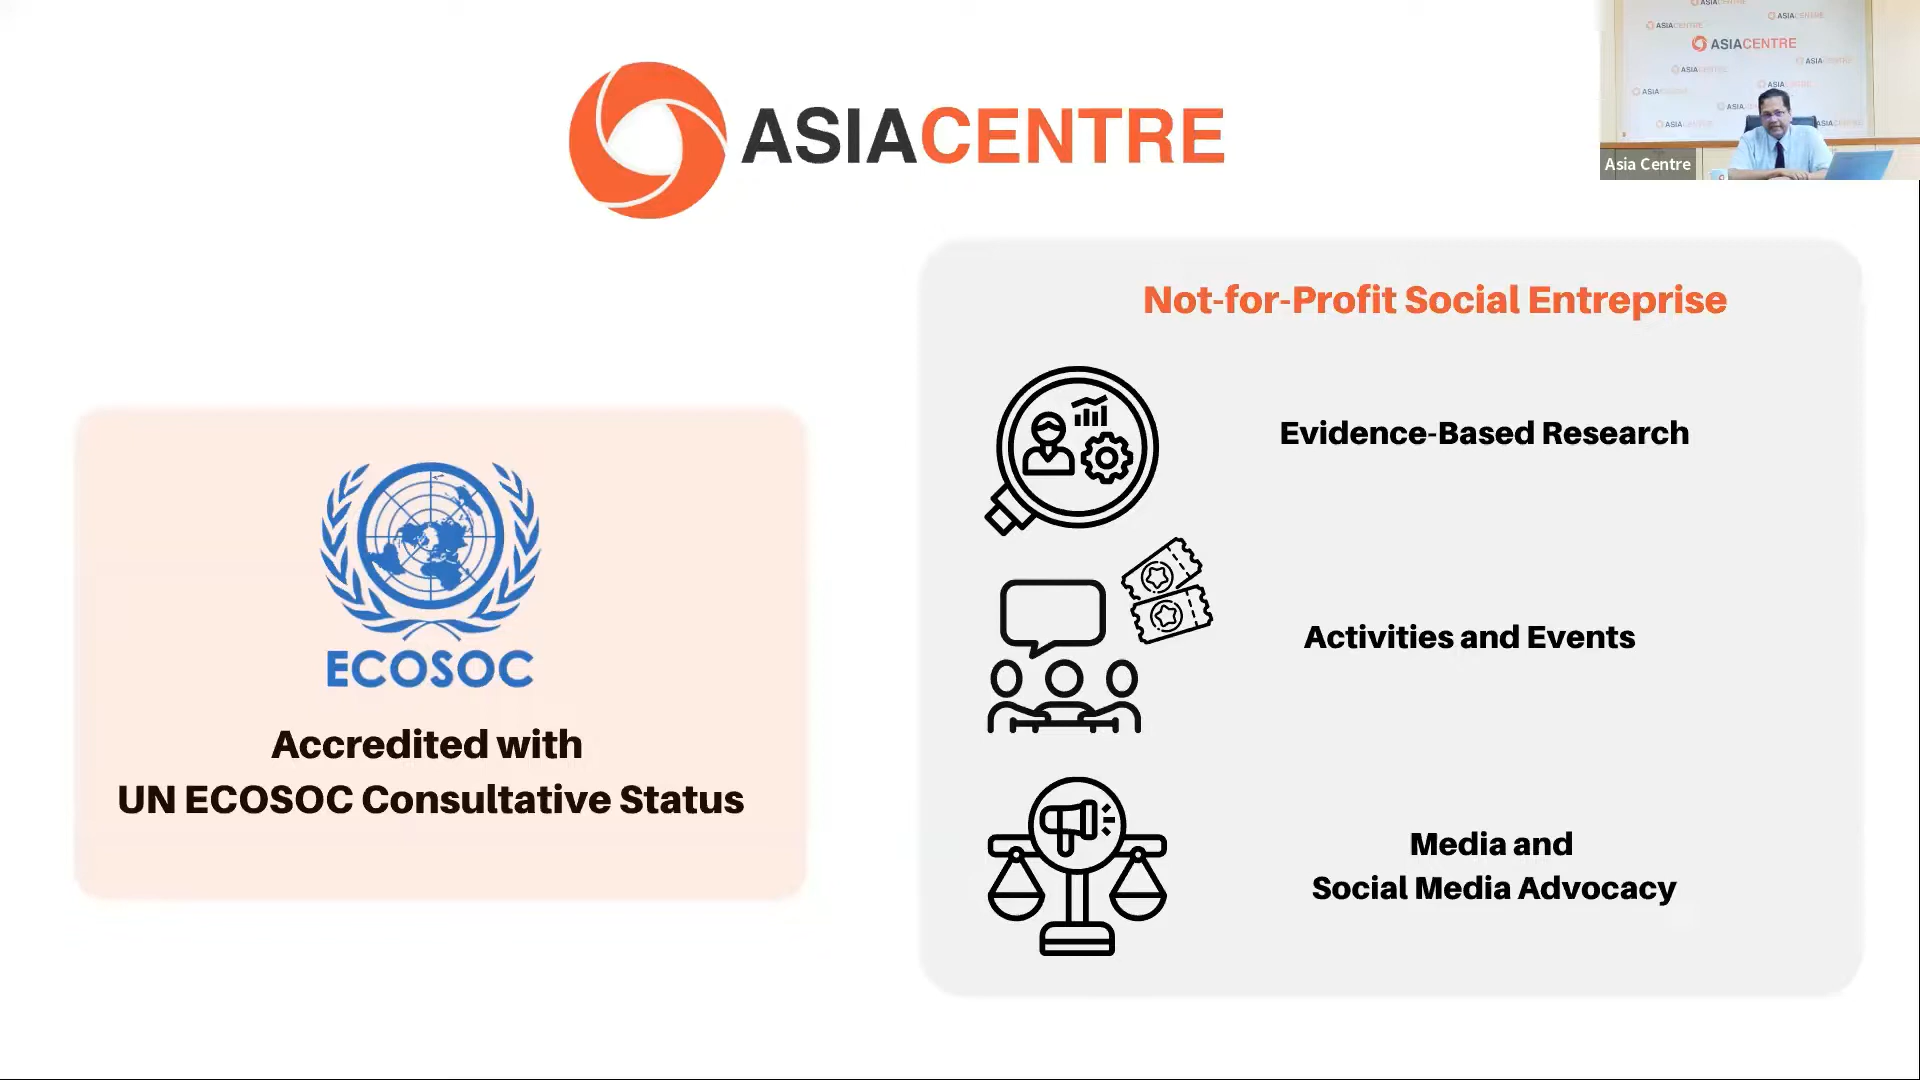 ASIACENTRE
ASIACENTRE
Asia Centre
Not-for-Profit Social Entreprise
Evidence-Based Research
Activities and Events
Media and
Social Media Advocacy
ECOSOC
Accredited with
UN ECOSOC Consultative Status